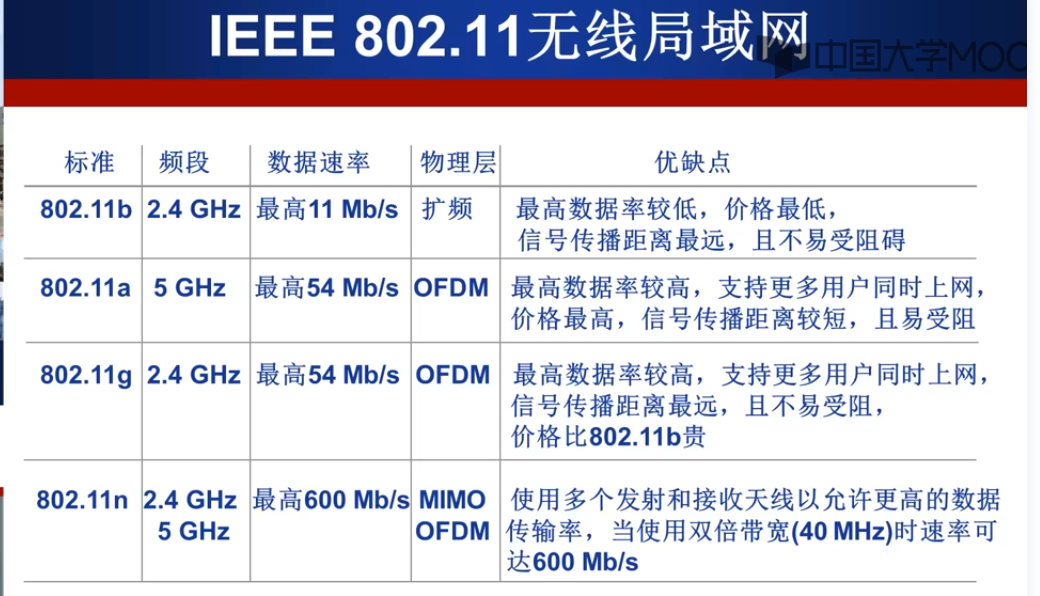 IEEE 802.11无线局域网
中国大学MOO
标准 频段 数据速率 物理层 优缺点
802.11b 2.4 GHz 最高11 Mb/s 扩频 最高数据率较低，价格最低，
信号传播距离最远，且不易受阻碍
802.11a 5 GHz 最高54 Mb/s OFDM 最高数据率较高，支持更多用户同时上网，
价格最高，信号传播距离较短，且易受阻
802.11g 2.4 GHz 最高54 Mb/s OFDM 最高数据率较高，支持更多用户同时上网，
信号传播距离最远，且不易受阻，
价格比802.11b贵
802.11n 2.4 GHz 最高600 Mb/s MIMO 使用多个发射和接收天线以允许更高的数据
5 GHz OFDM 传输率，当使用双倍带宽(40 MHz)时速率可
达600 Mb/s